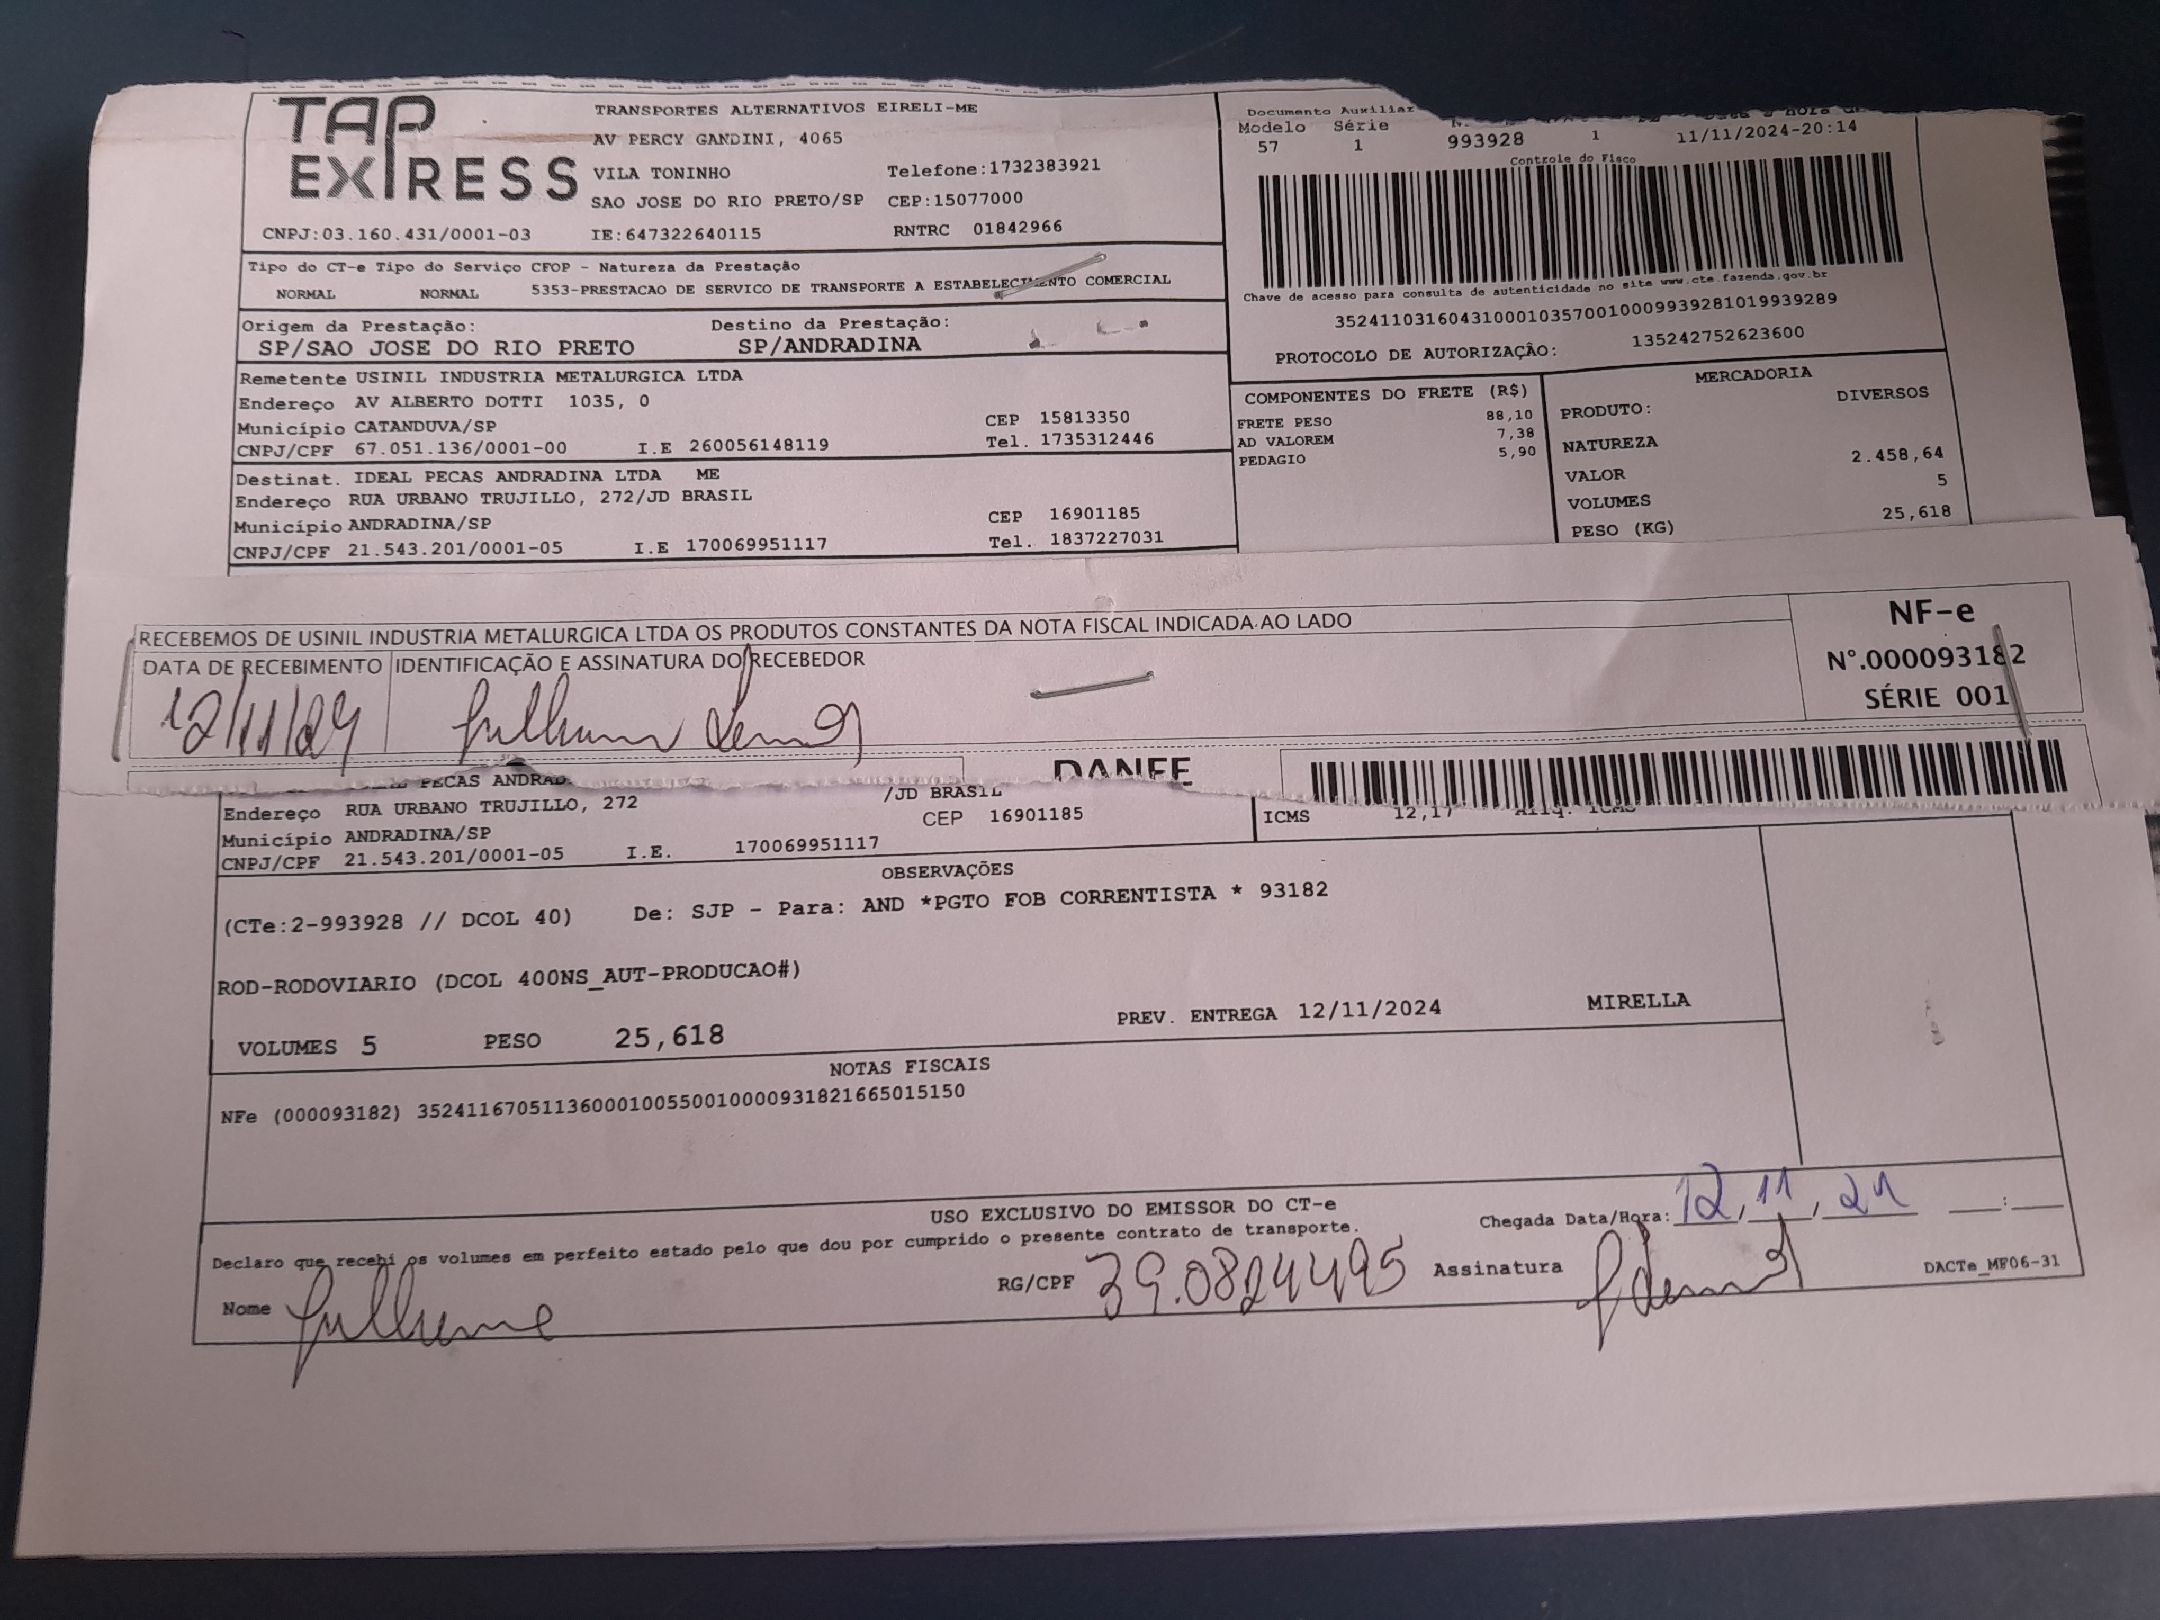 TAP EXPRESS
TRANSPORTES ALTERNATIVOS EIRELI-ME
AV PERCY GANDINI, 4065
VILA TONINHO Telefone:1732383921
SAO JOSE DO RIO PRETO/SP CEP:15077000
CNPJ:03.160.431/0001-03 IE:647322640115 RNTRC 01842966
Documento Auxiliar
Modelo Série
57 1 993928 1 11/11/2024-20:14
Controle do Fisco
Chave de acesso para consulta de autenticidade no site www.cte.fazenda.gov.br
35241103160431000103570010009939281019939289
PROTOCOLO DE AUTORIZAÇÃO: 135242752623600
Tipo do CT-e Tipo do Serviço CFOP - Natureza da Prestação
NORMAL NORMAL 5353-PRESTACAO DE SERVICO DE TRANSPORTE A ESTABELECIMENTO COMERCIAL
Origem da Prestação: Destino da Prestação:
SP/SAO JOSE DO RIO PRETO SP/ANDRADINA
Remetente USINIL INDUSTRIA METALURGICA LTDA
Endereço AV ALBERTO DOTTI 1035, 0
Município CATANDUVA/SP CEP 15813350
CNPJ/CPF 67.051.136/0001-00 I.E 260056148119 Tel. 1735312446
Destinat. IDEAL PECAS ANDRADINA LTDA ME
Endereço RUA URBANO TRUJILLO, 272/JD BRASIL
Município ANDRADINA/SP CEP 16901185
CNPJ/CPF 21.543.201/0001-05 I.E 170069951117 Tel. 1837227031
COMPONENTES DO FRETE (R$)
FRETE PESO 88,10
AD VALOREM 7,38
PEDAGIO 5,90
MERCADORIA
PRODUTO: DIVERSOS
NATUREZA
VALOR 2.458,64
VOLUMES 5
PESO (KG) 25,618
RECEBEMOS DE USINIL INDUSTRIA METALURGICA LTDA OS PRODUTOS CONSTANTES DA NOTA FISCAL INDICADA AO LADO
DATA DE RECEBIMENTO IDENTIFICAÇÃO E ASSINATURA DO RECEBEDOR
12/11/24
NF-e
N°.000093182
SÉRIE 001
DANFE
PECAS ANDRAD
Endereço RUA URBANO TRUJILLO, 272 /JD BRASIL
Município ANDRADINA/SP CEP 16901185
CNPJ/CPF 21.543.201/0001-05 I.E. 170069951117
ICMS 12,17 Alíq. ICMS
OBSERVAÇÕES
(CTe:2-993928 // DCOL 40) De: SJP - Para: AND *PGTO FOB CORRENTISTA * 93182
ROD-RODOVIARIO (DCOL 400NS_AUT-PRODUCAO#)
VOLUMES 5 PESO 25,618 PREV. ENTREGA 12/11/2024 MIRELLA
NOTAS FISCAIS
NFe (000093182) 35241167051136000100550010000931821665015150
USO EXCLUSIVO DO EMISSOR DO CT-e
Declaro que recebi os volumes em perfeito estado pelo que dou por cumprido o presente contrato de transporte.
Chegada Data/Hora: 12, 11, 24 :
Nome Guilherme RG/CPF 39.0824495 Assinatura
DACTe_MF06-31